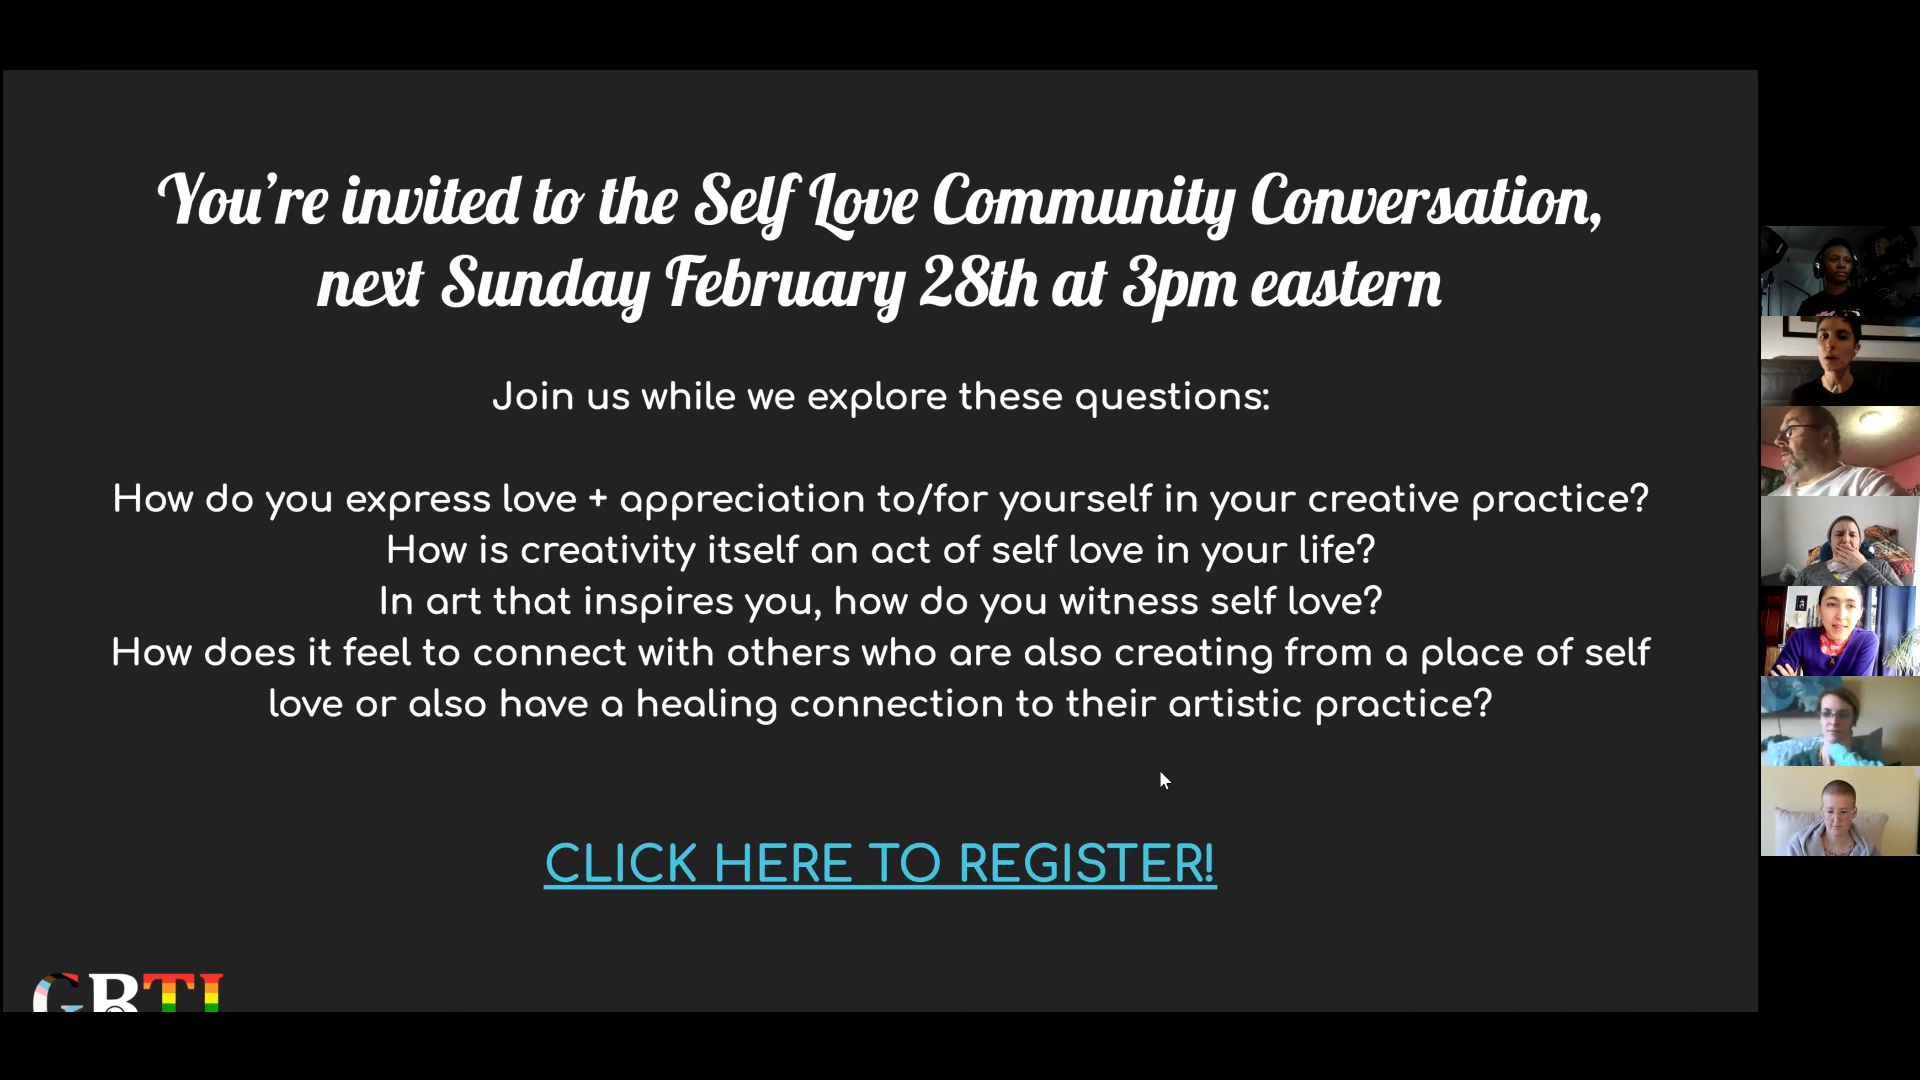 You're invited to the Self Love Community Conversation,
next Sunday February 28th at 3pm eastern
Join us while we explore these questions:
How do you express love + appreciation to/for yourself in your creative practice?
How is creativity itself an act of self love in your life?
In art that inspires you, how do you witness self love?
How does it feel to connect with others who are also creating from a place of self
love or also have a healing connection to their artistic practice?
CLICK HERE TO REGISTER!